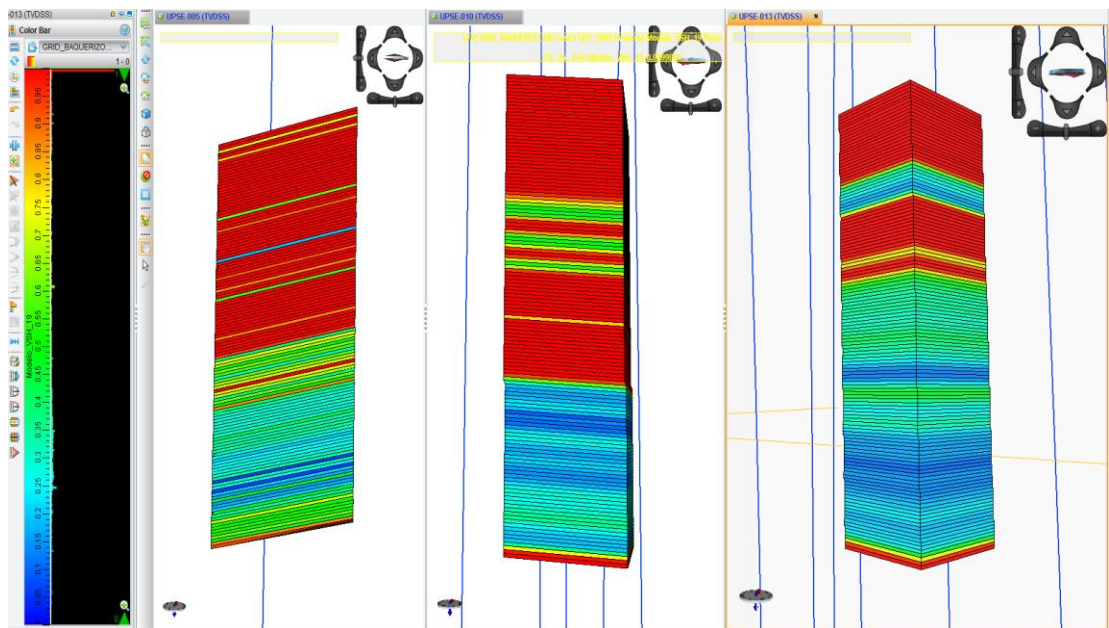 -013 (TVDSS)
Color Bar
GRID_BAQUERIZO...
1 - 0
Modelo_VSH_19
0.95
0.9
0.85
0.8
0.75
0.7
0.65
0.6
0.55
0.5
0.45
0.4
0.35
0.3
0.25
0.2
0.15
0.1
0.05
UPSE-005 (TVDSS)
UPSE-010 (TVDSS)
UPSE-013 (TVDSS)